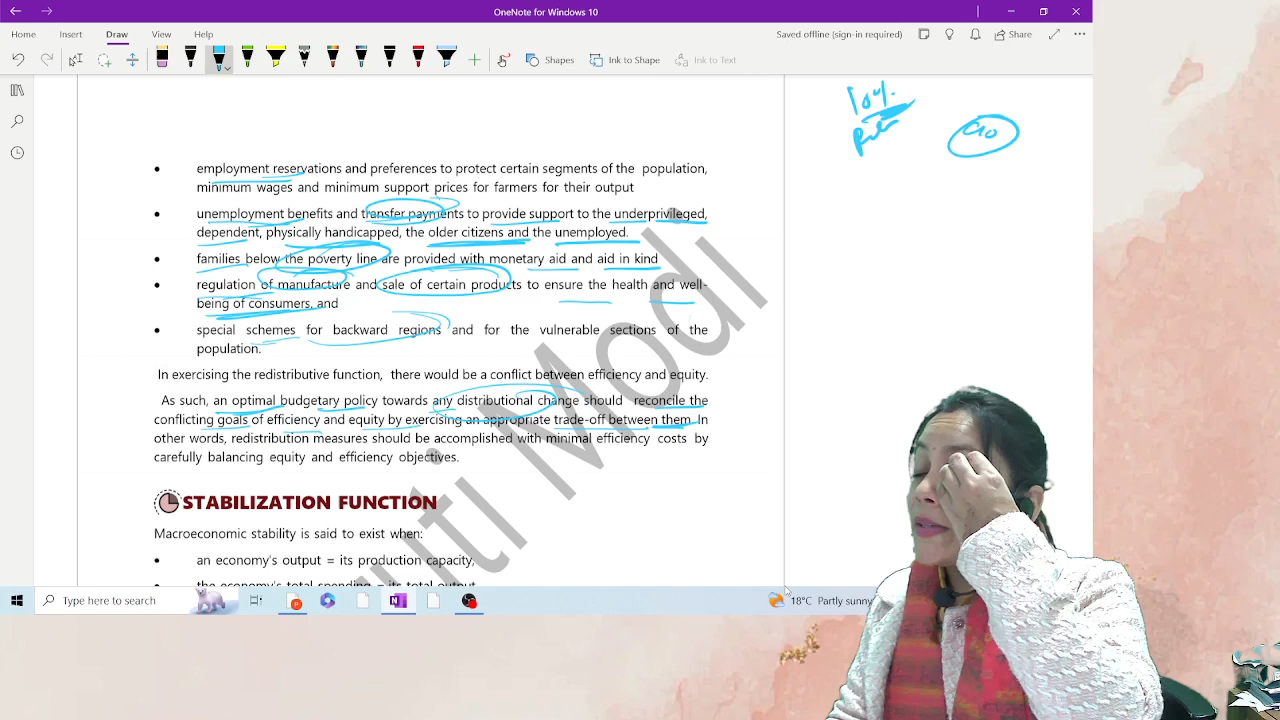 OneNote for Windows 10
Home Insert Draw View Help Saved offline (sign-in required) Share
Shapes Ink to Shape Ink to Text
10%
90
• employment reservations and preferences to protect certain segments of the population,
minimum wages and minimum support prices for farmers for their output
• unemployment benefits and transfer payments to provide support to the underprivileged,
dependent, physically handicapped, the older citizens and the unemployed.
• families below the poverty line are provided with monetary aid and aid in kind
• regulation of manufacture and sale of certain products to ensure the health and well-
being of consumers, and
• special schemes for backward regions and for the vulnerable sections of the
population.
In exercising the redistributive function, there would be a conflict between efficiency and equity.
As such, an optimal budgetary policy towards any distributional change should reconcile the
conflicting goals of efficiency and equity by exercising an appropriate trade-off between them. In
other words, redistribution measures should be accomplished with minimal efficiency costs by
carefully balancing equity and efficiency objectives.
STABILIZATION FUNCTION
Macroeconomic stability is said to exist when:
• an economy's output = its production capacity,
• the economy's total spending = its total output
uiti Modi
Type here to search
18°C Partly sunny